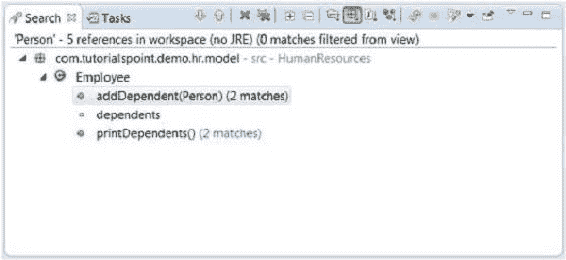 Search Tasks
'Person' - 5 references in workspace (no JRE) (0 matches filtered from view)
com.tutorialspoint.demo.hr.model - src - HumanResources
Employee
addDependent(Person) (2 matches)
dependents
printDependents() (2 matches)